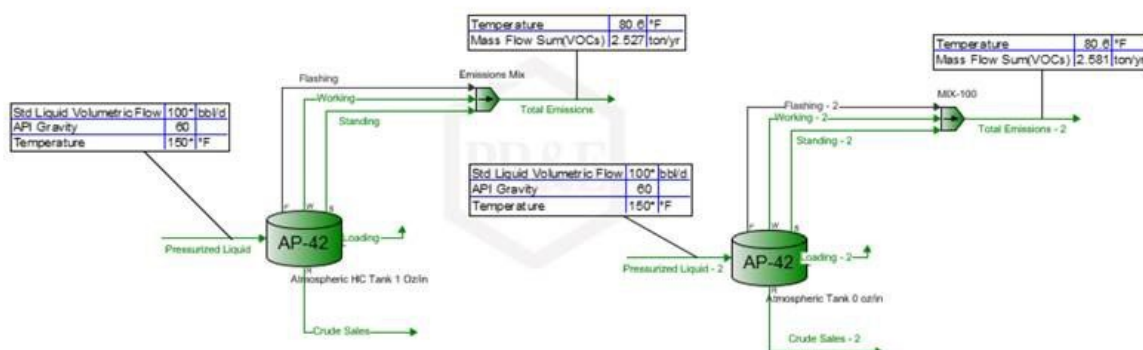 Temperature 80.6 °F
Mass Flow Sum(VOCs) 2.527 ton/yr
Flashing
Working
Standing
Emissions Mix
Total Emissions
Std Liquid Volumetric Flow 100* bbl/d
API Gravity 60
Temperature 150* °F
F W S
Pressurized Liquid
AP-42
L
Loading
R
Atmospheric HC Tank 1 Oz/in
Crude Sales
PR&E
Temperature 80.6 °F
Mass Flow Sum(VOCs) 2.581 ton/yr
MIX-100
Flashing - 2
Working - 2
Standing - 2
Total Emissions - 2
Std Liquid Volumetric Flow 100* bbl/d
API Gravity 60
Temperature 150* °F
F W S
Pressurized Liquid - 2
AP-42
Loading - 2
R
Atmospheric Tank 0 oz/in
Crude Sales - 2